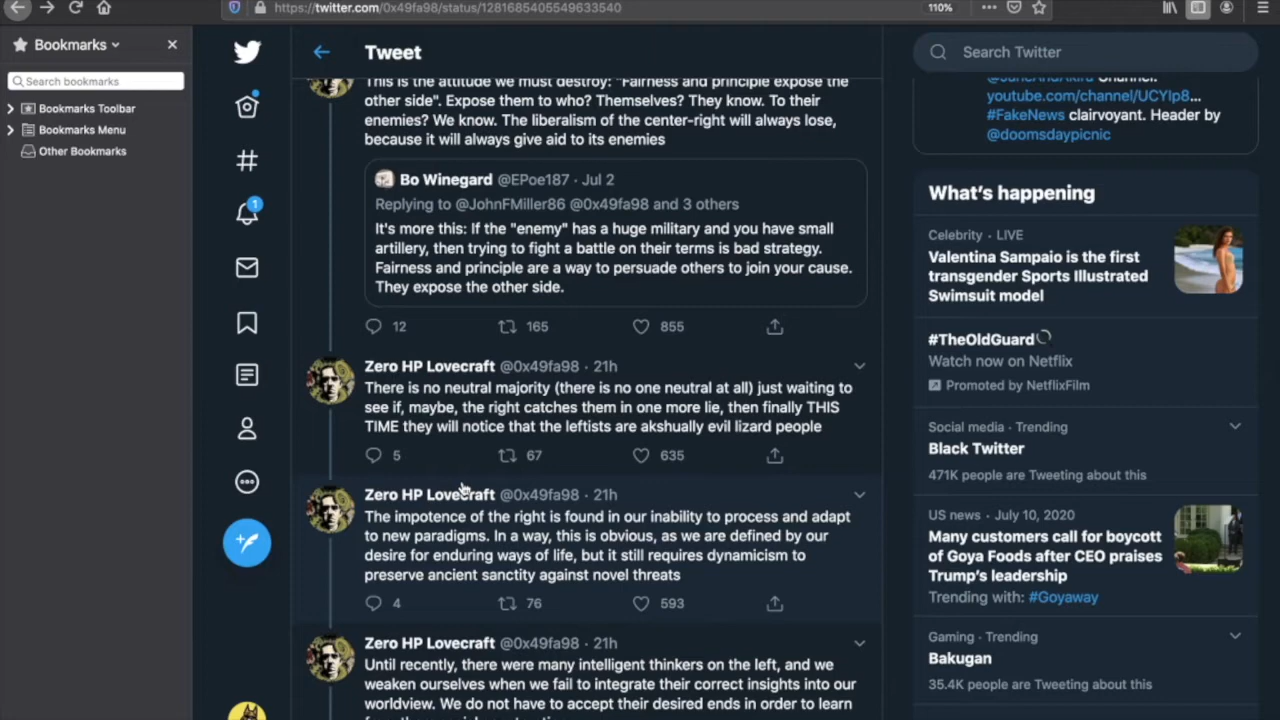 https://twitter.com/0x49fa98/status/1281685405549633540
110%
Bookmarks
Search bookmarks
Bookmarks Toolbar
Bookmarks Menu
Other Bookmarks
1
Tweet
This is the attitude we must destroy: "Fairness and principle expose the
other side". Expose them to who? Themselves? They know. To their
enemies? We know. The liberalism of the center-right will always lose,
because it will always give aid to its enemies
Bo Winegard @EPoe187 · Jul 2
Replying to @JohnFMiller86 @0x49fa98 and 3 others
It's more this: If the "enemy" has a huge military and you have small
artillery, then trying to fight a battle on their terms is bad strategy.
Fairness and principle are a way to persuade others to join your cause.
They expose the other side.
12 165 855
Zero HP Lovecraft @0x49fa98 · 21h
There is no neutral majority (there is no one neutral at all) just waiting to
see if, maybe, the right catches them in one more lie, then finally THIS
TIME they will notice that the leftists are akshually evil lizard people
5 67 635
Zero HP Lovecraft @0x49fa98 · 21h
The impotence of the right is found in our inability to process and adapt
to new paradigms. In a way, this is obvious, as we are defined by our
desire for enduring ways of life, but it still requires dynamicism to
preserve ancient sanctity against novel threats
4 76 593
Zero HP Lovecraft @0x49fa98 · 21h
Until recently, there were many intelligent thinkers on the left, and we
weaken ourselves when we fail to integrate their correct insights into our
worldview. We do not have to accept their desired ends in order to learn
Search Twitter
Channel:
youtube.com/channel/UCYlp8...
#FakeNews clairvoyant. Header by
@doomsdaypicnic
What's happening
Celebrity · LIVE
Valentina Sampaio is the first
transgender Sports Illustrated
Swimsuit model
#TheOldGuard
Watch now on Netflix
Promoted by NetflixFilm
Social media · Trending
Black Twitter
471K people are Tweeting about this
US news · July 10, 2020
Many customers call for boycott
of Goya Foods after CEO praises
Trump's leadership
Trending with: #Goyaway
Gaming · Trending
Bakugan
35.4K people are Tweeting about this